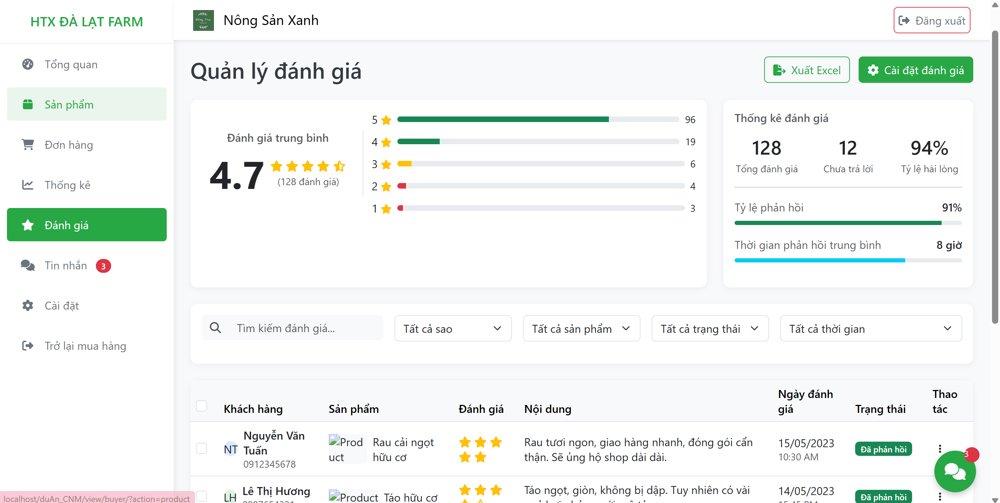 HTX ĐÀ LẠT FARM
Tổng quan
Sản phẩm
Đơn hàng
Thống kê
Đánh giá
Tin nhắn 3
Cài đặt
Trở lại mua hàng
Nông Trại
Nông Sản Xanh
Đăng xuất
Quản lý đánh giá
Xuất Excel
Cài đặt đánh giá
Đánh giá trung bình
4.7
(128 đánh giá)
5 96
4 19
3 6
2 4
1 3
Thống kê đánh giá
128 12 94%
Tổng đánh giá Chưa trả lời Tỷ lệ hài lòng
Tỷ lệ phản hồi 91%
Thời gian phản hồi trung bình 8 giờ
Tìm kiếm đánh giá...
Tất cả sao
Tất cả sản phẩm
Tất cả trạng thái
Tất cả thời gian
Khách hàng
Sản phẩm
Đánh giá
Nội dung
Ngày đánh
giá
Trạng thái
Thao
tác
NT
Nguyễn Văn
Tuấn
0912345678
Prod
uct
Rau cải ngọt
hữu cơ
Rau tươi ngon, giao hàng nhanh, đóng gói cẩn
thận. Sẽ ủng hộ shop dài dài.
15/05/2023
10:30 AM
Đã phản hồi
3
LH
Lê Thị Hương
Product
Táo hữu cơ
Táo ngọt, giòn, không bị dập. Tuy nhiên có vài
14/05/2023
Đã phản hồi
localhost/duAn_CNM/view/buyer/?action=product